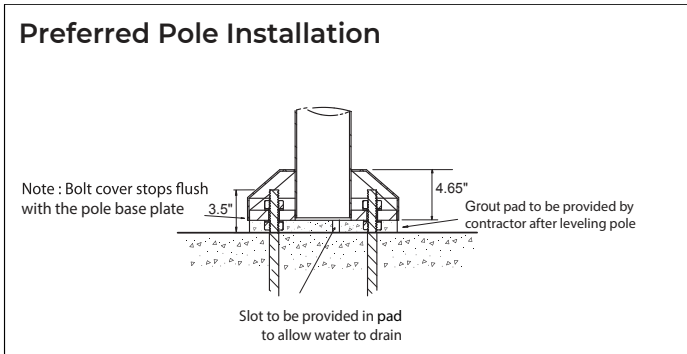 Preferred Pole Installation
Note : Bolt cover stops flush
with the pole base plate
3.5"
4.65"
Grout pad to be provided by
contractor after leveling pole
Slot to be provided in pad
to allow water to drain